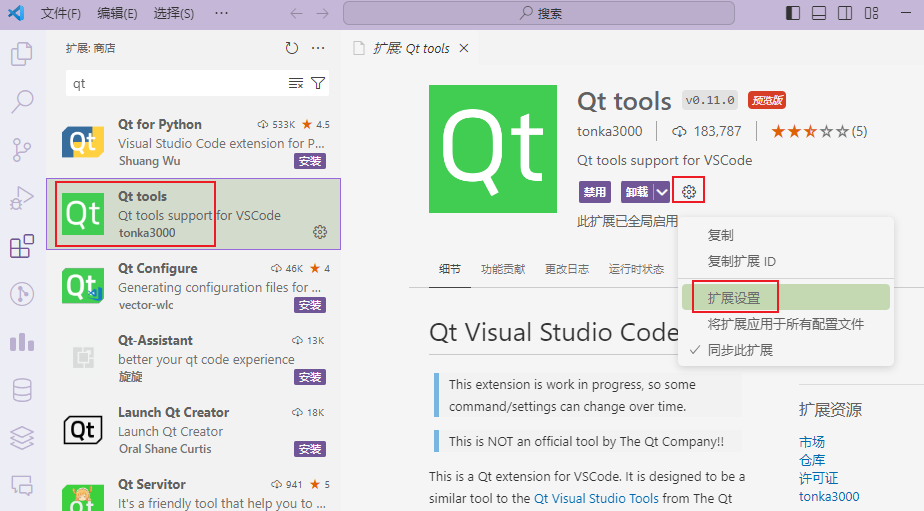 文件(F) 编辑(E) 选择(S) ··· 搜索
扩展: 商店
qt
Qt for Python 533K 4.5
Visual Studio Code extension for P...
Shuang Wu 安装
Qt
Qt tools
Qt tools support for VSCode
tonka3000
Qt
Qt Configure 46K 4
Generating configuration files for ...
vector-wlc 安装
Qt-Assistant 13K
better your qt code experience
旋旋 安装
Qt
Launch Qt Creator 18K
Launch Qt Creator
Oral Shane Curtis 安装
Qt Servitor 941 5
It's a friendly tool that help you to
扩展: Qt tools
Qt
Qt tools v0.11.0 预览版
tonka3000 183,787 (5)
Qt tools support for VSCode
禁用 卸载
此扩展已全局启用
复制
复制扩展 ID
扩展设置
将扩展应用于所有配置文件
同步此扩展
细节 功能贡献 更改日志 运行时状态
Qt Visual Studio Code
This extension is work in progress, so some
command/settings can change over time.
This is NOT an official tool by The Qt Company!!
This is a Qt extension for VSCode. It is designed to be a
similar tool to the Qt Visual Studio Tools from The Qt
扩展资源
市场
仓库
许可证
tonka3000